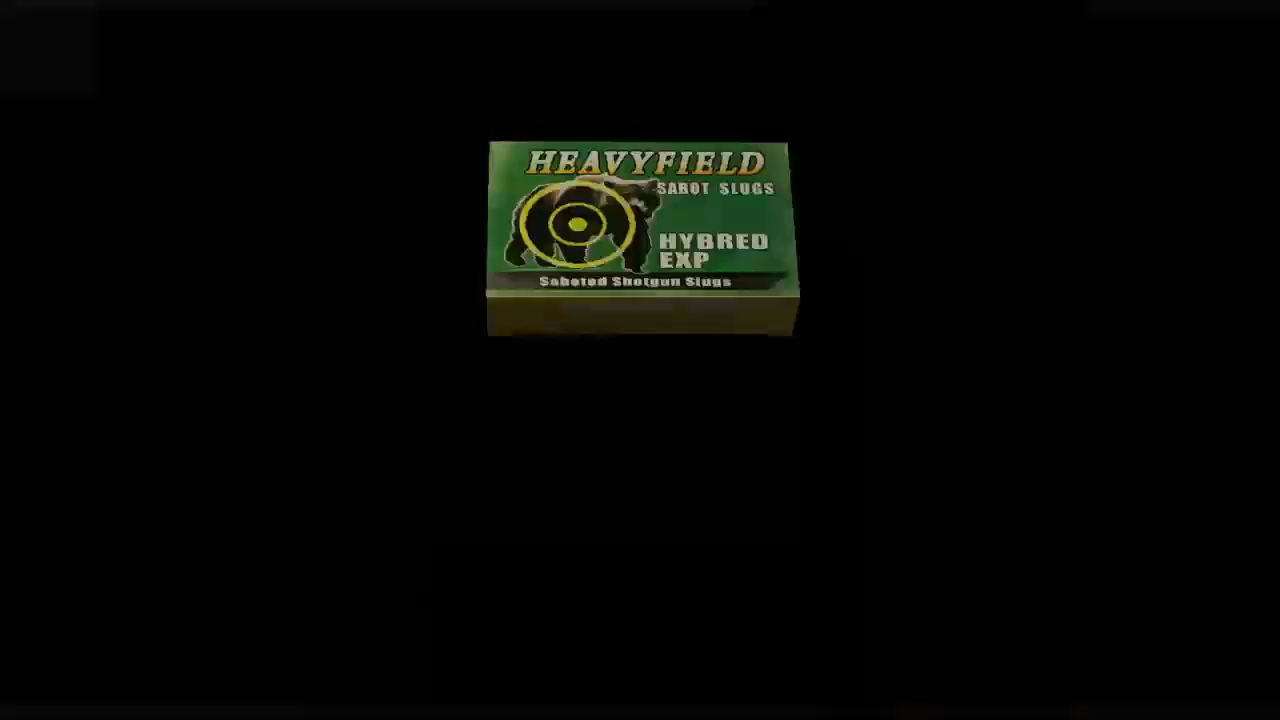 HEAVYFIELD
SABOT SLUGS
HYBRED
EXP
Saboted Shotgun Slugs